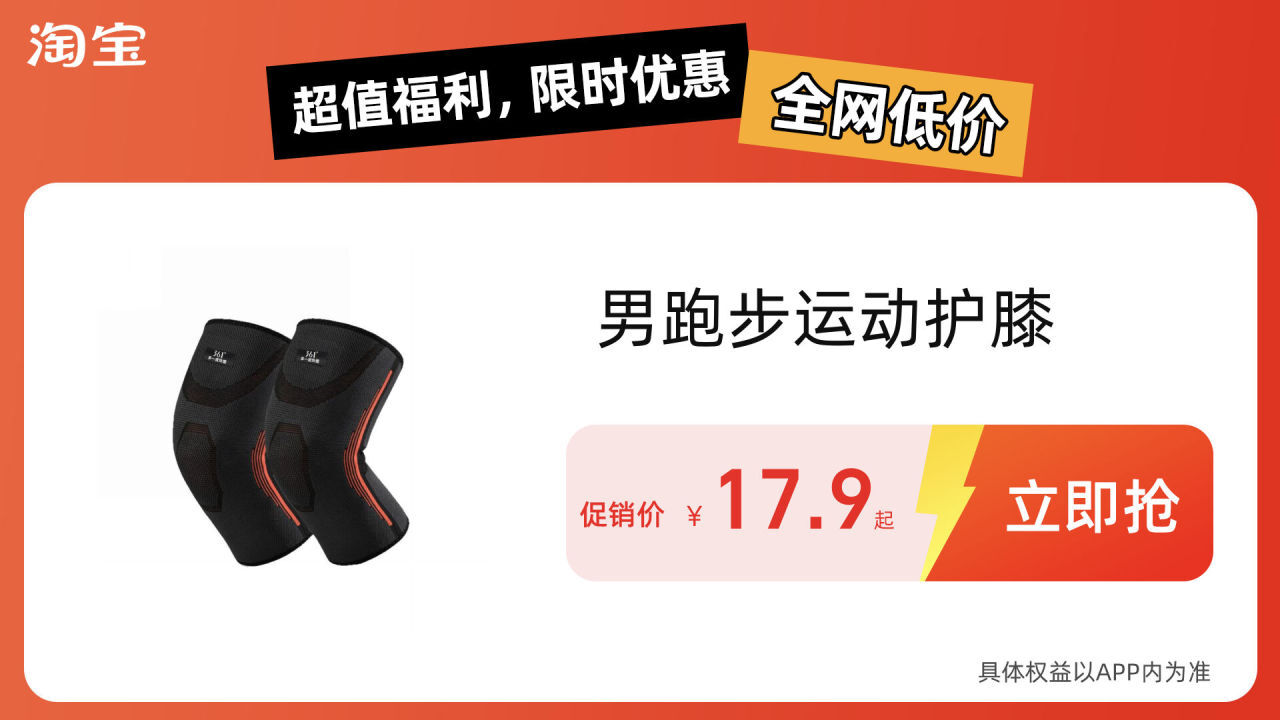 淘宝
超值福利，限时优惠
全网低价
男跑步运动护膝
361°
361°
促销价 ¥ 17.9起
立即抢
具体权益以APP内为准